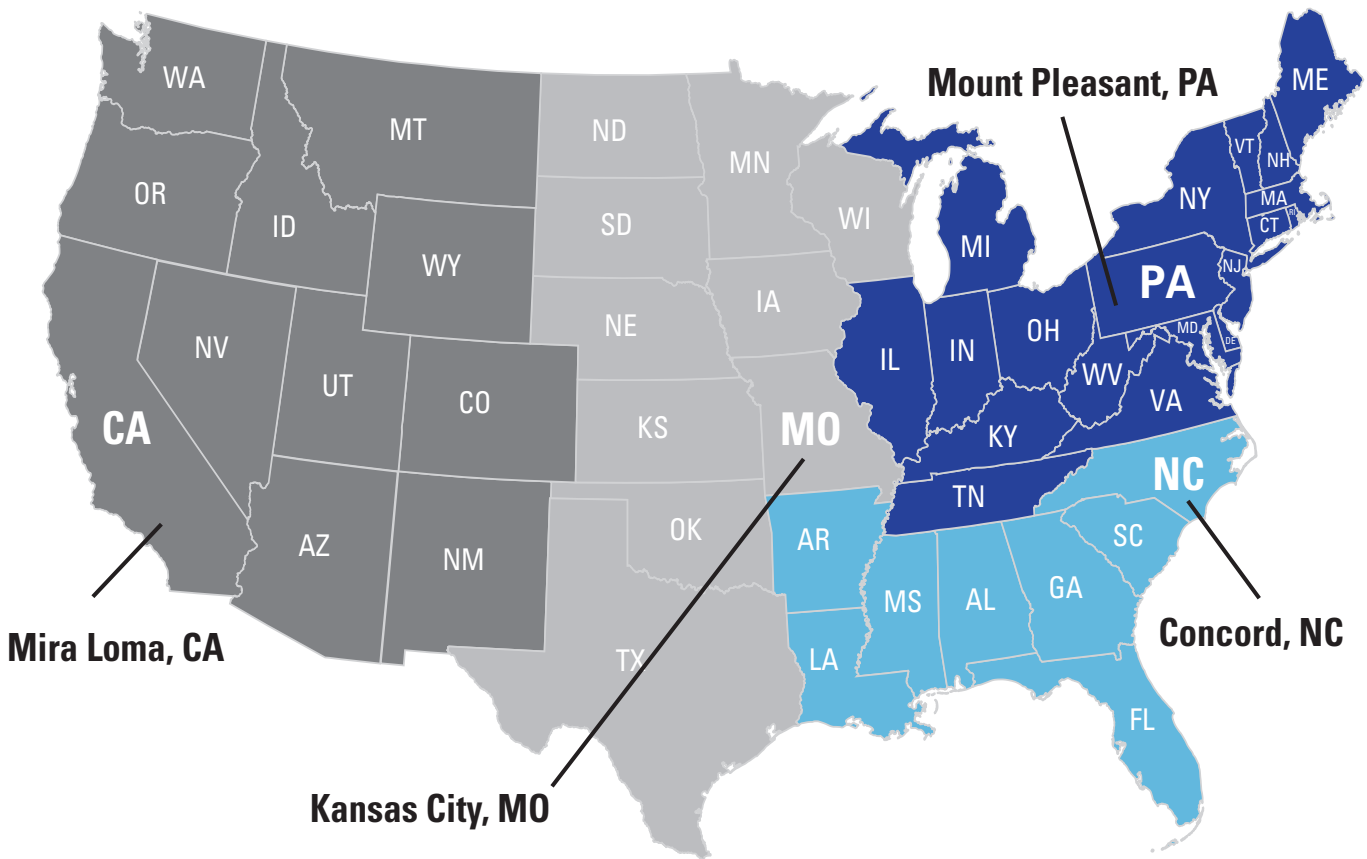 WA
OR
ID
MT
WY
CA
NV
UT
CO
AZ
NM
Mira Loma, CA
ND
SD
NE
KS
OK
TX
MN
IA
MO
WI
Kansas City, MO
Mount Pleasant, PA
MI
IL
IN
OH
KY
TN
WV
VA
PA
NY
VT
NH
ME
MA
RI
CT
NJ
MD
DE
NC
SC
GA
AL
MS
AR
LA
FL
Concord, NC